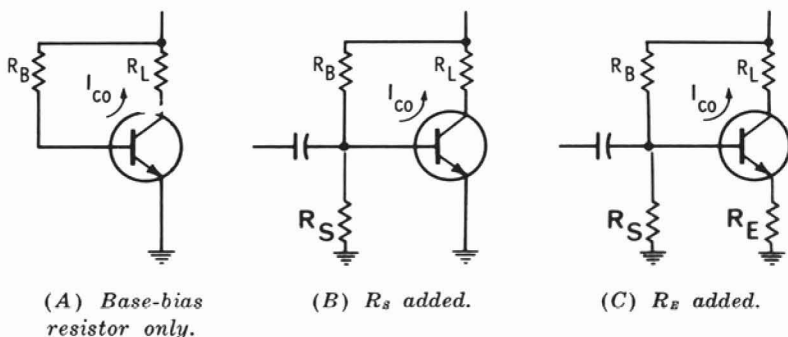 R_B
R_L
I_CO
R_B
R_L
I_CO
R_S
R_B
R_L
I_CO
R_S
R_E
(A) Base-bias
resistor only.
(B) R_S added.
(C) R_E added.